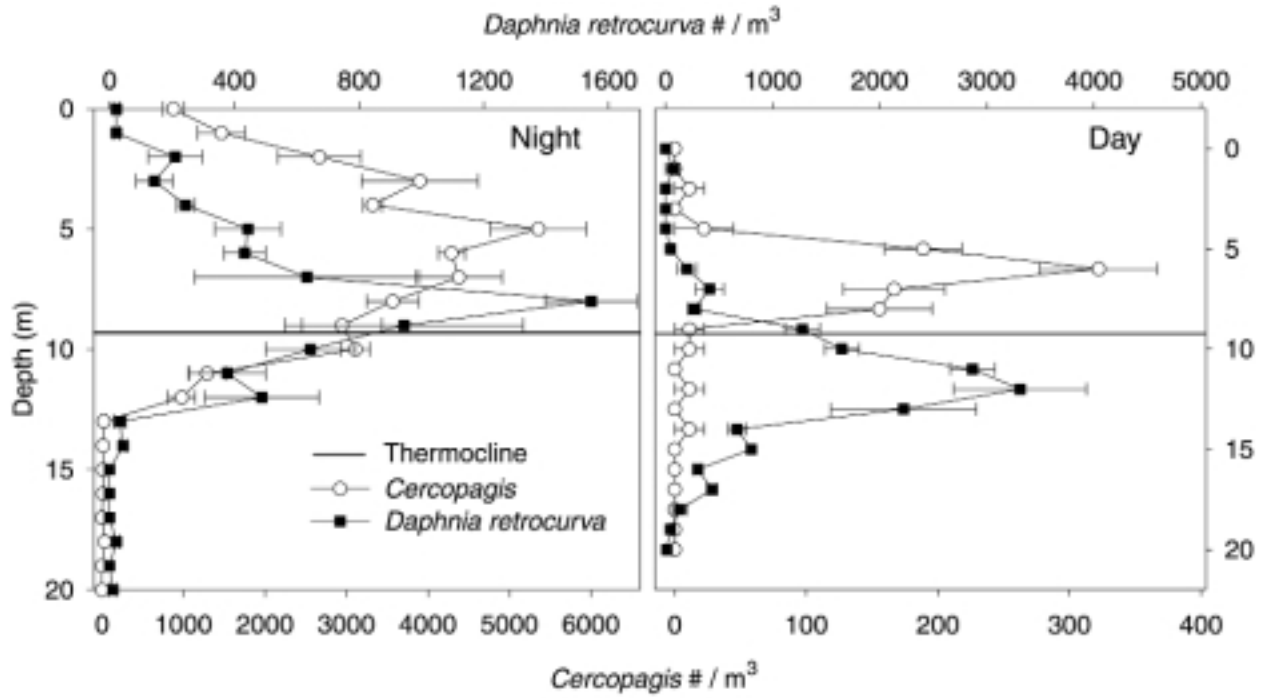 Daphnia retrocurva # / m³
0 400 800 1200 1600 0 1000 2000 3000 4000 5000
Night Day
Depth (m)
0 0
5 5
10 10
15 15
20 20
Thermocline
Cercopagis
Daphnia retrocurva
0 1000 2000 3000 4000 5000 6000 0 100 200 300 400
Cercopagis # / m³